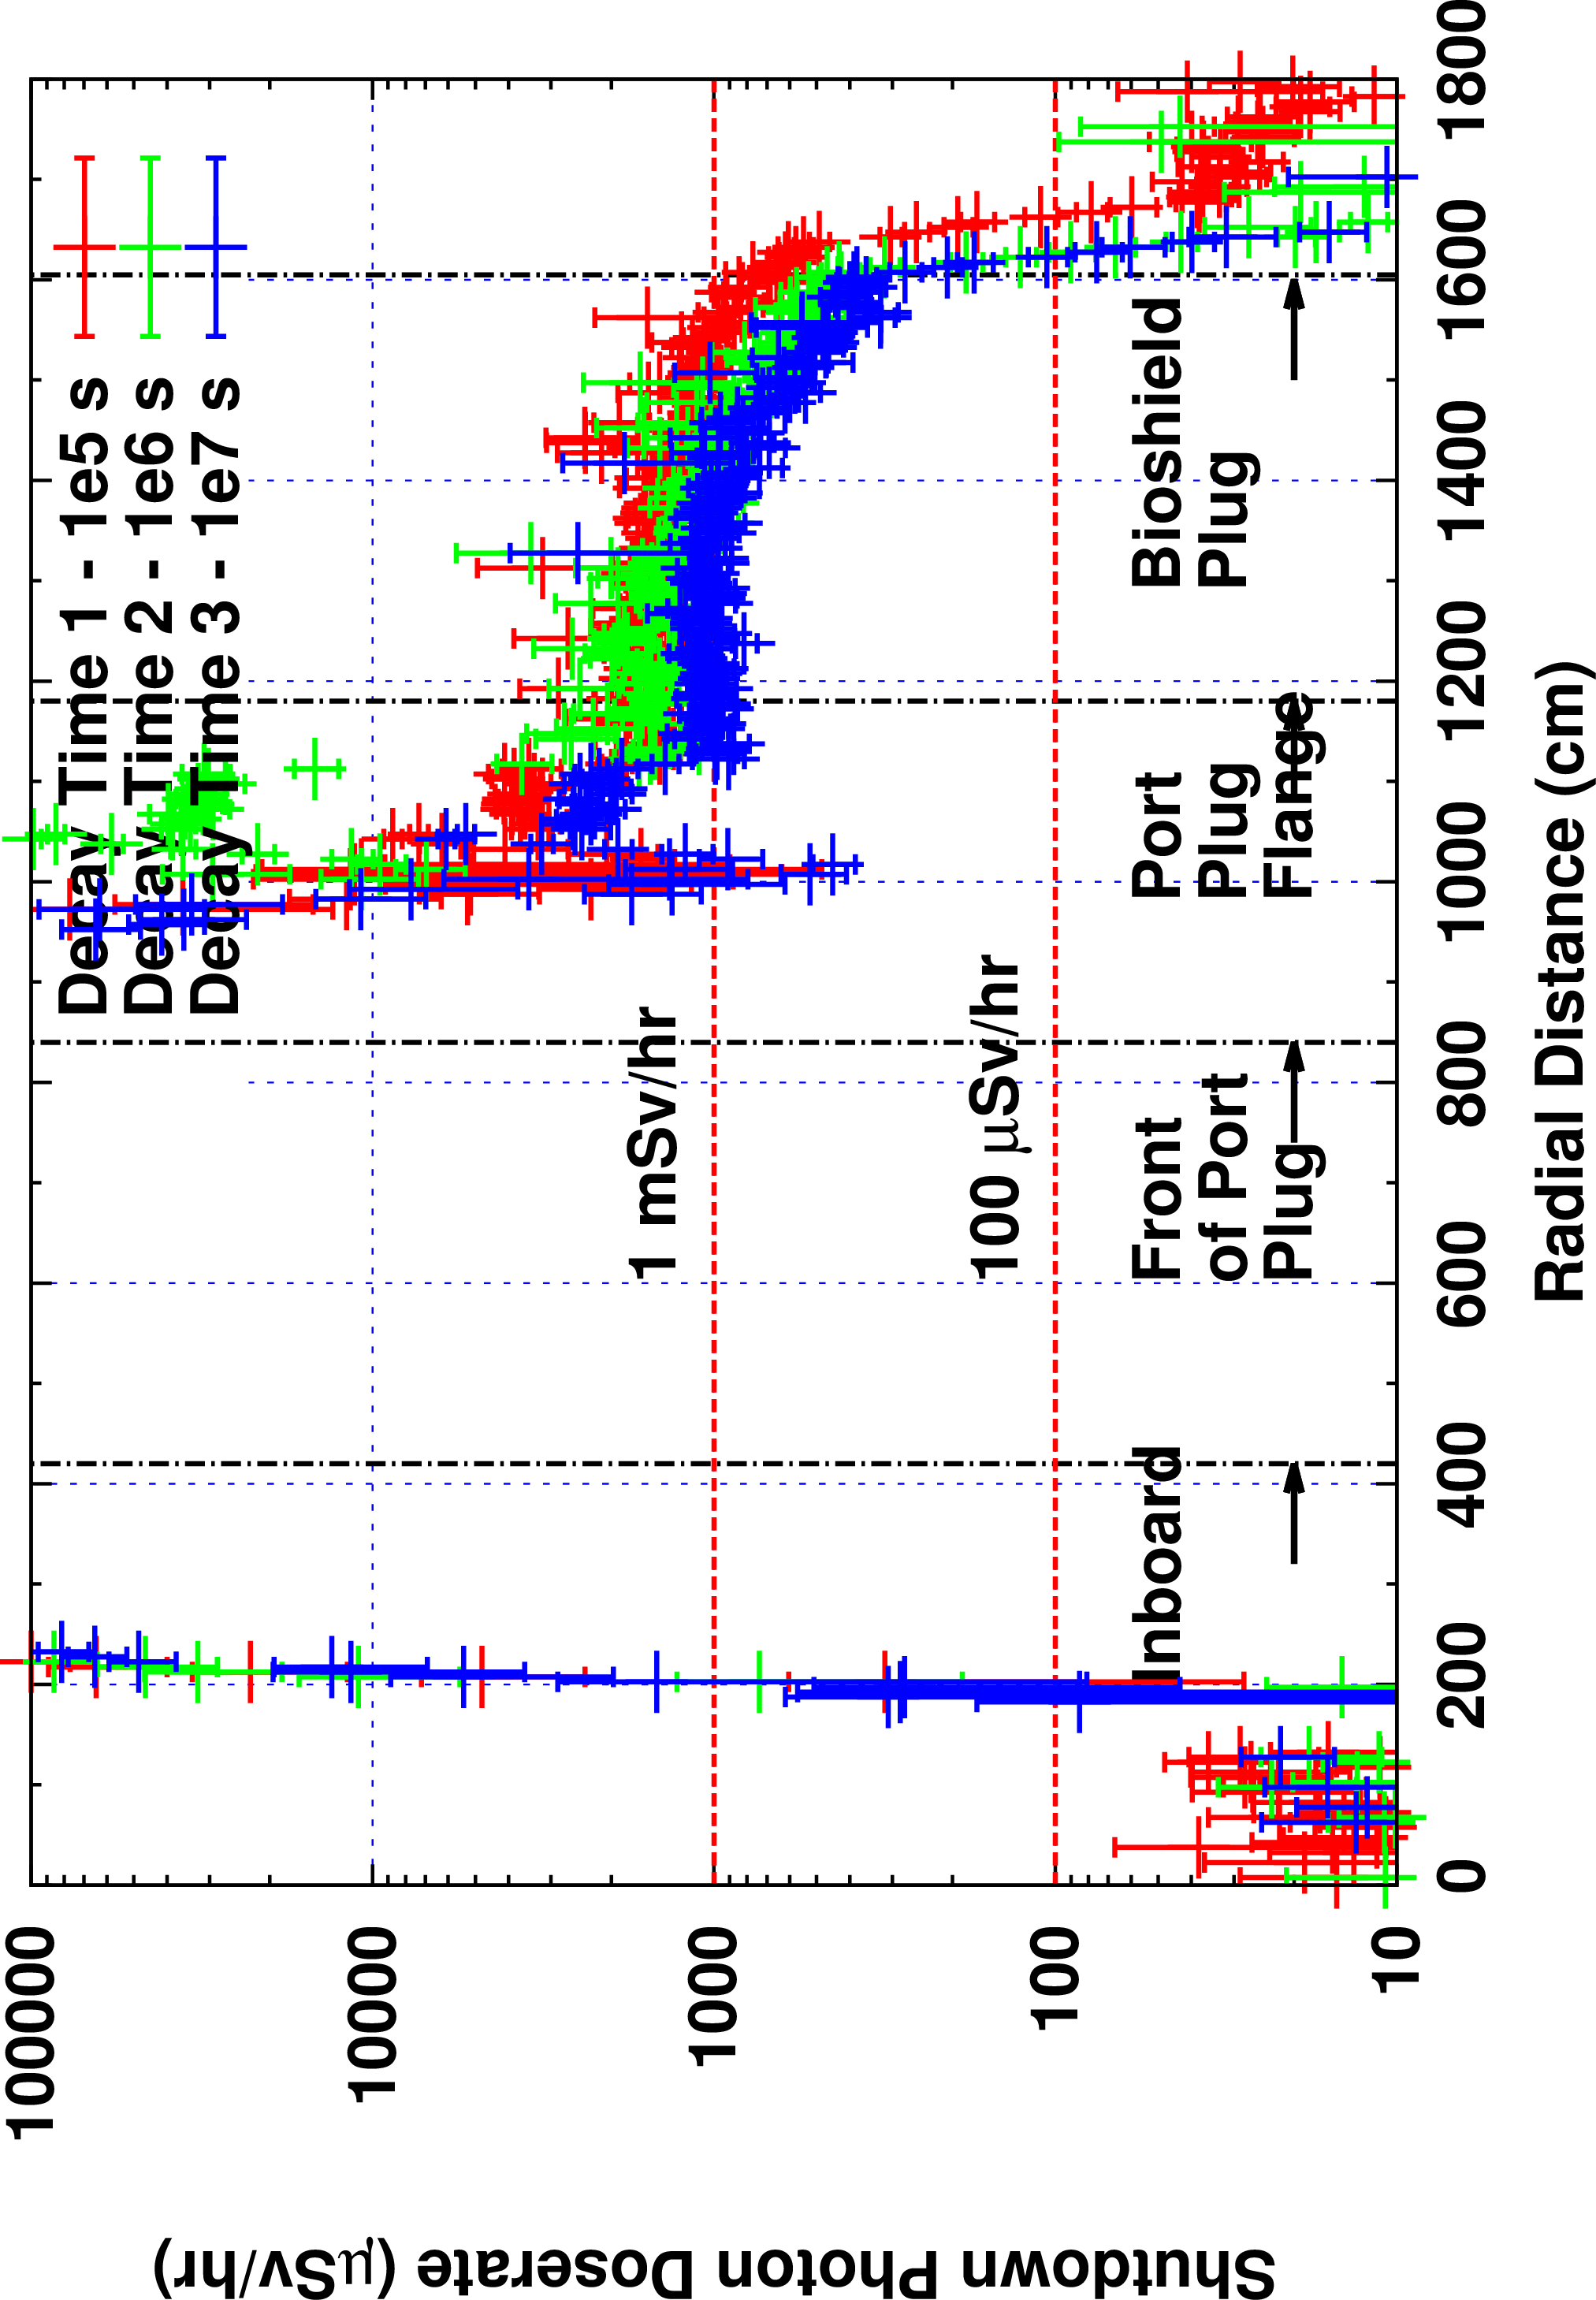 Decay Time 1 - 1e5 s
Decay Time 2 - 1e6 s
Decay Time 3 - 1e7 s
1 mSv/hr
100 μSv/hr
Inboard
Front
of Port
Plug
Port
Plug
Flange
Bioshield
Plug
100000
10000
1000
100
10
0
200
400
600
800
1000
1200
1400
1600
1800
Radial Distance (cm)
Shutdown Photon Doserate (μSv/hr)